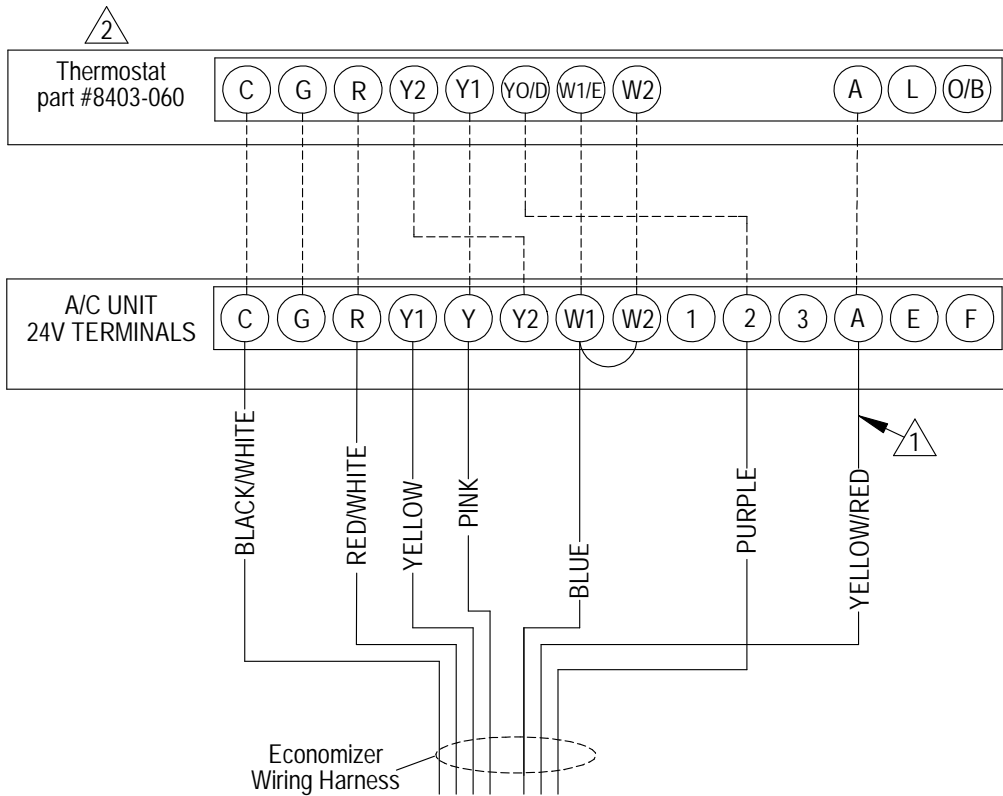 2
Thermostat
part #8403-060
C G R Y2 Y1 YO/D W1/E W2 A L O/B
A/C UNIT
24V TERMINALS
C G R Y1 Y Y2 W1 W2 1 2 3 A E F
1
BLACK/WHITE
RED/WHITE
YELLOW
PINK
BLUE
PURPLE
YELLOW/RED
Economizer
Wiring Harness